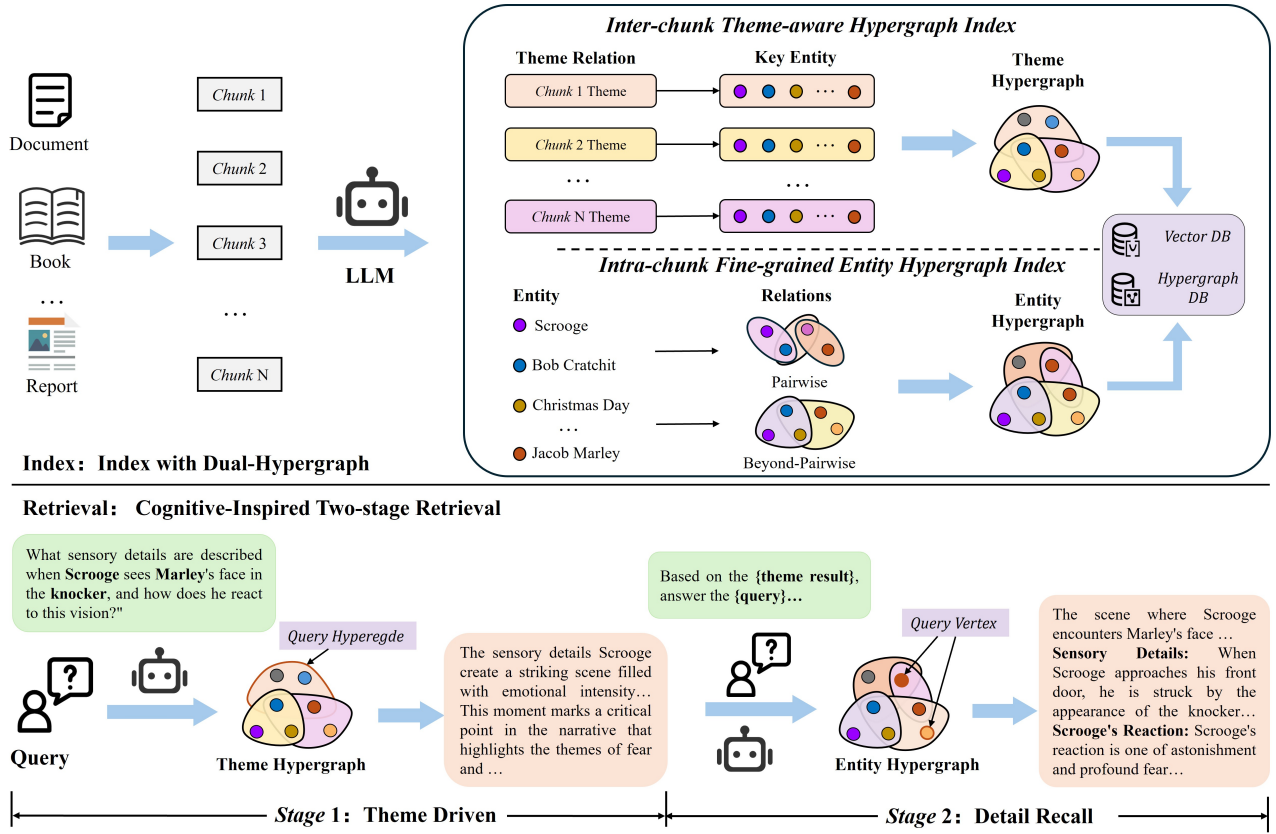 Document
Book
…
Report
Chunk 1
Chunk 2
Chunk 3
…
Chunk N
LLM
Index：Index with Dual-Hypergraph
Inter-chunk Theme-aware Hypergraph Index
Theme Relation
Key Entity
Theme
Hypergraph
Chunk 1 Theme
…
Chunk 2 Theme
…
…
…
Chunk N Theme
…
Vector DB
Hypergraph
DB
Intra-chunk Fine-grained Entity Hypergraph Index
Entity
Scrooge
Bob Cratchit
Christmas Day
…
Jacob Marley
Relations
Pairwise
Beyond-Pairwise
Entity
Hypergraph
Retrieval： Cognitive-Inspired Two-stage Retrieval
What sensory details are described
when Scrooge sees Marley's face in
the knocker, and how does he react
to this vision?"
?
Query
Query Hyperegde
Theme Hypergraph
The sensory details Scrooge
create a striking scene filled
with emotional intensity…
This moment marks a critical
point in the narrative that
highlights the themes of fear
and …
Based on the {theme result},
answer the {query}…
?
Query Vertex
Entity Hypergraph
The scene where Scrooge
encounters Marley's face …
Sensory Details: When
Scrooge approaches his front
door, he is struck by the
appearance of the knocker…
Scrooge's Reaction: Scrooge's
reaction is one of astonishment
and profound fear…
Stage 1：Theme Driven
Stage 2：Detail Recall